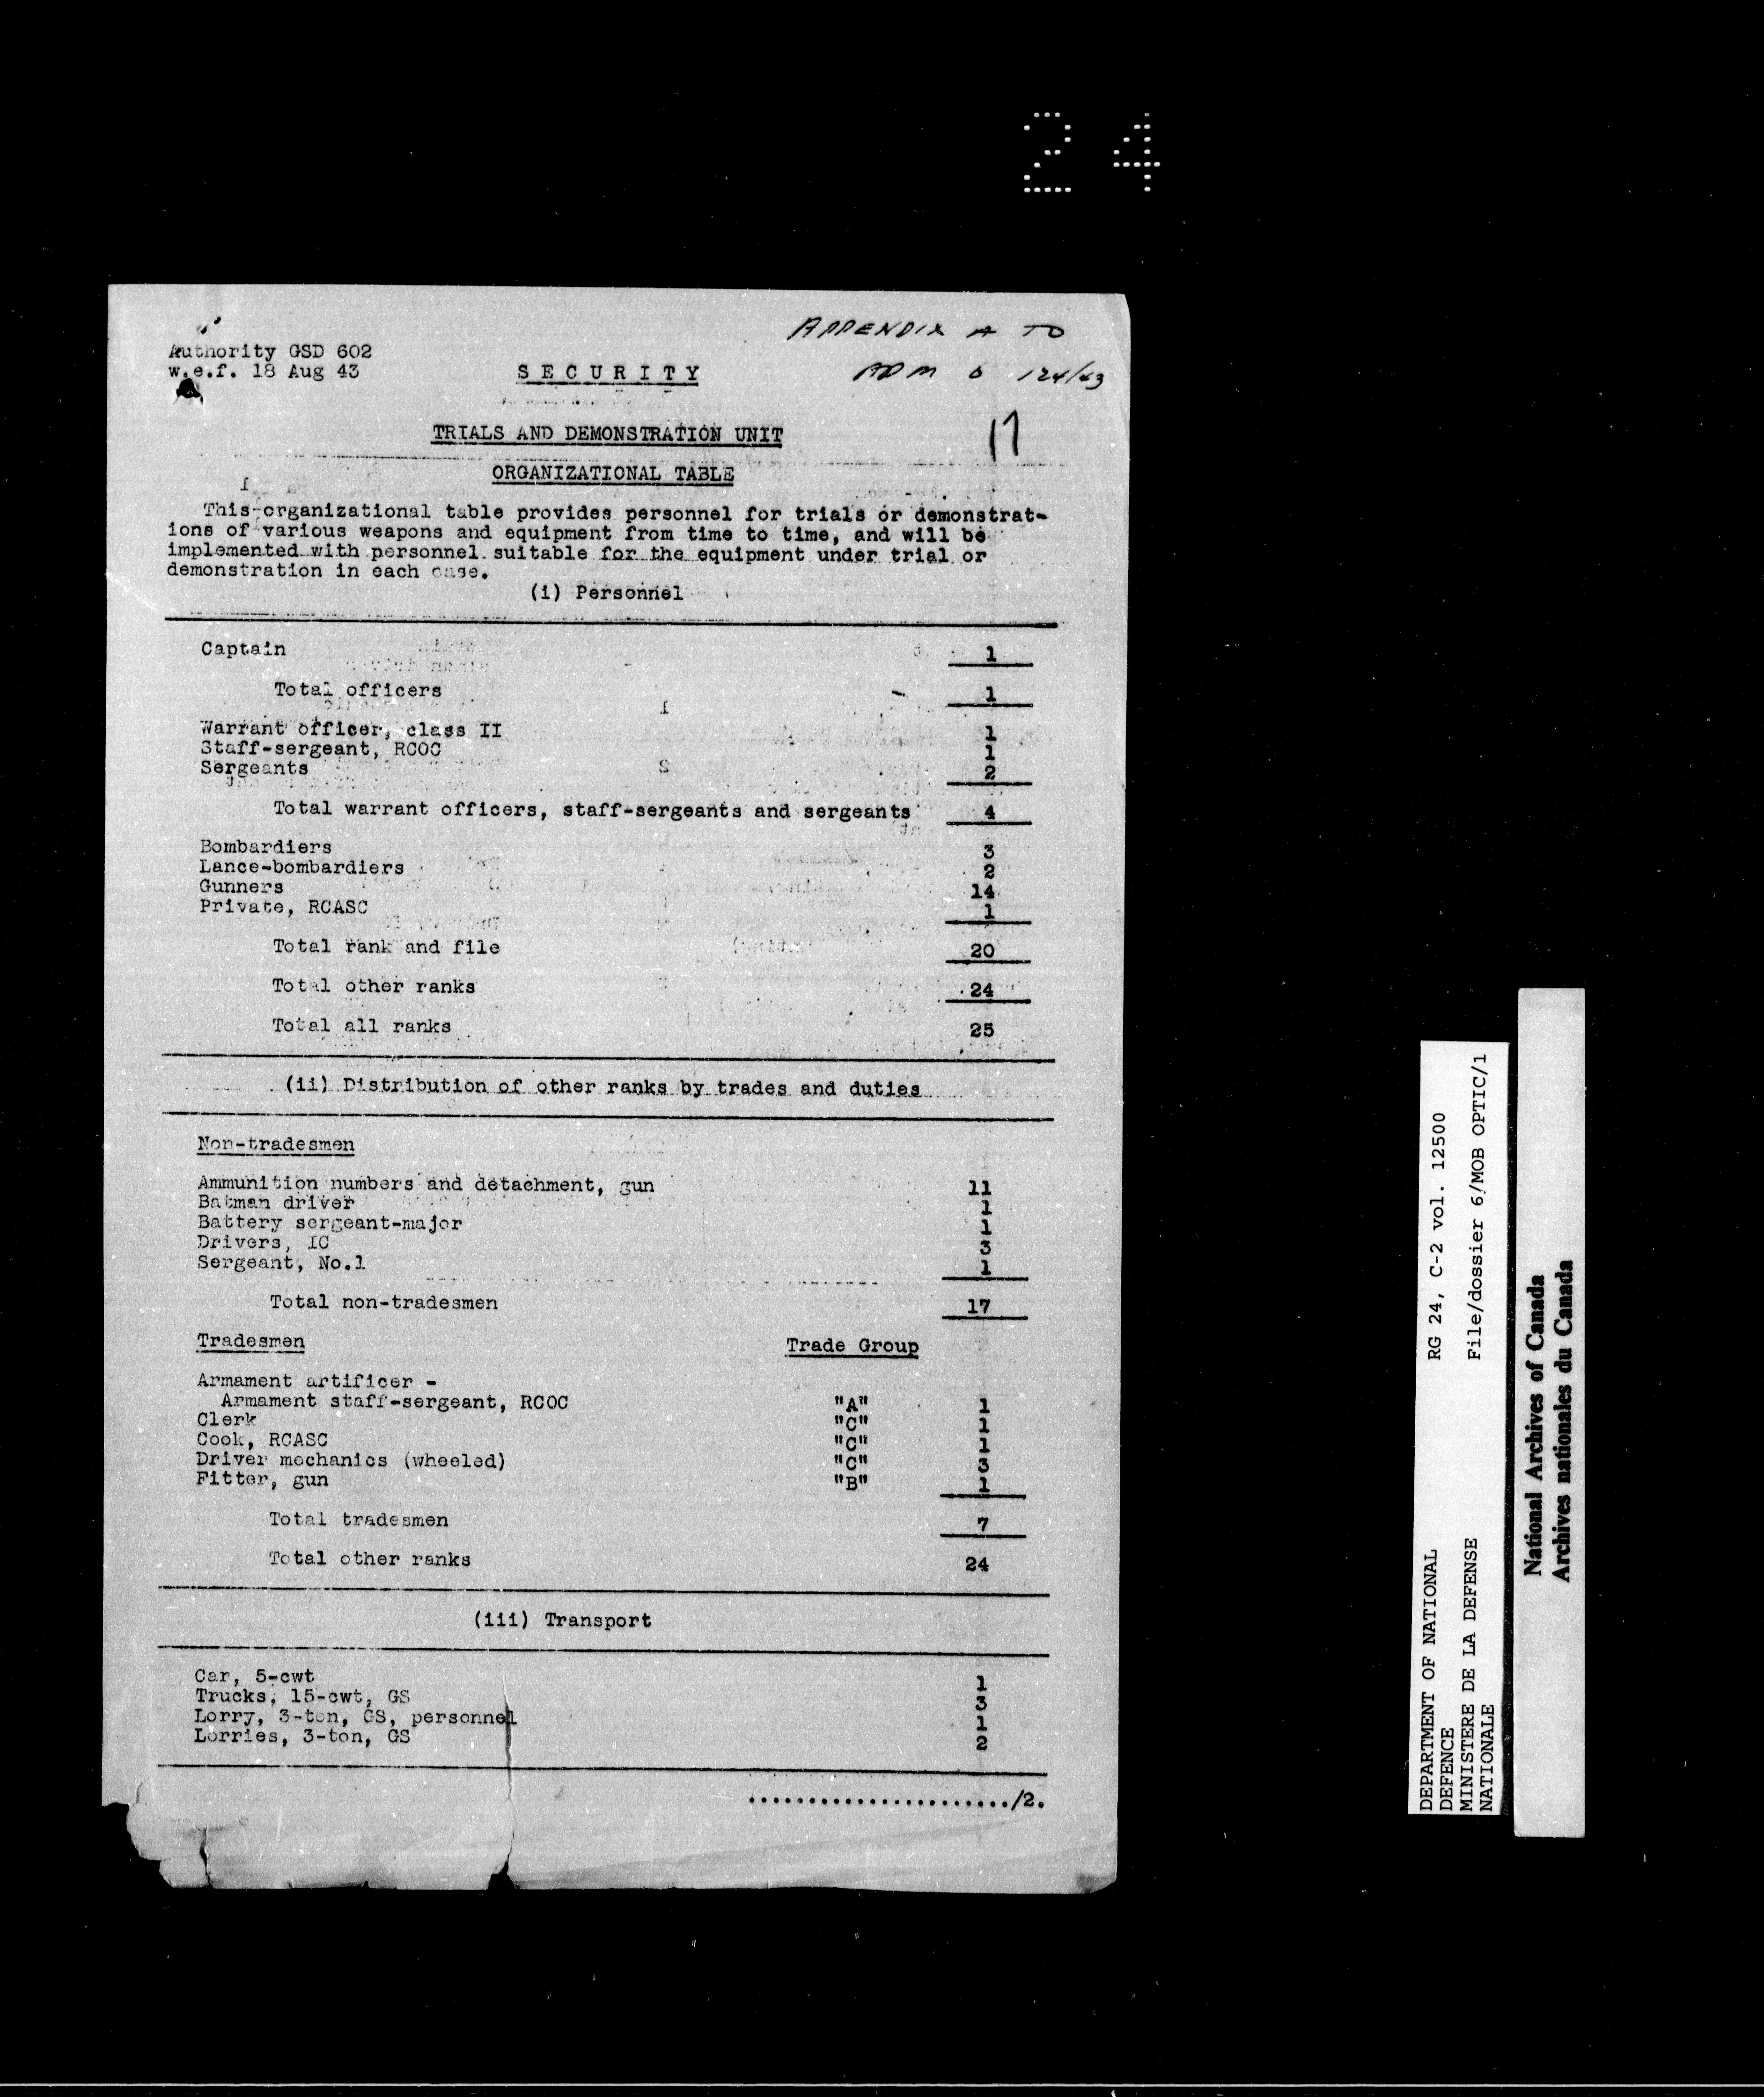 24
Authority GSD 602
w.e.f. 18 Aug 43
APPENDIX A TO
ADM O 124/43
SECURITY
17
TRIALS AND DEMONSTRATION UNIT
ORGANIZATIONAL TABLE
This organizational table provides personnel for trials or demonstrat-
ions of various weapons and equipment from time to time, and will be
implemented with personnel suitable for the equipment under trial or
demonstration in each case.
(i) Personnel
Captain 1
Total officers 1
Warrant officer, class II 1
Staff-sergeant, RCOC 1
Sergeants 2
Total warrant officers, staff-sergeants and sergeants 4
Bombardiers 3
Lance-bombardiers 2
Gunners 14
Private, RCASC 1
Total rank and file 20
Total other ranks 24
Total all ranks 25
(ii) Distribution of other ranks by trades and duties
Non-tradesmen
Ammunition numbers and detachment, gun 11
Batman driver 1
Battery sergeant-major 1
Drivers, IC 3
Sergeant, No.1 1
Total non-tradesmen 17
Tradesmen Trade Group
Armament artificer -
Armament staff-sergeant, RCOC "A" 1
Clerk "C" 1
Cook, RCASC "C" 1
Driver mechanics (wheeled) "C" 3
Fitter, gun "B" 1
Total tradesmen 7
Total other ranks 24
(iii) Transport
Car, 5-cwt 1
Trucks, 15-cwt, GS 3
Lorry, 3-ton, GS, personnel 1
Lorries, 3-ton, GS 2
....................../2.
DEPARTMENT OF NATIONAL RG 24, C-2 vol. 12500
DEFENCE
MINISTERE DE LA DEFENSE File/dossier 6/MOB OPTIC/1
NATIONALE
National Archives of Canada
Archives nationales du Canada